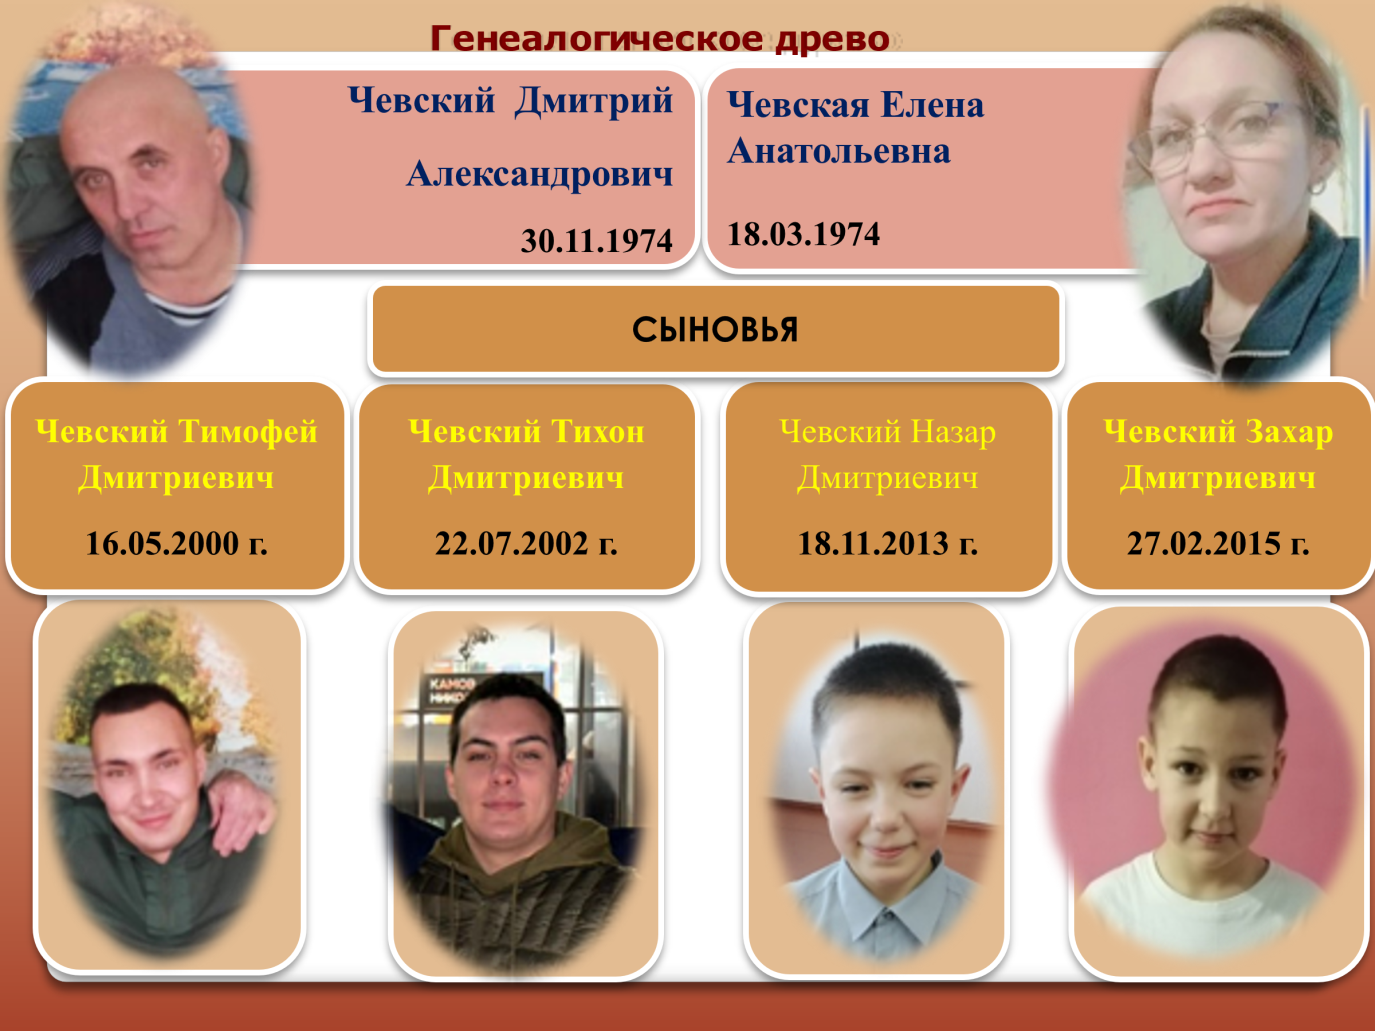 Генеалогическое древо
Чевский Дмитрий
Александрович
30.11.1974
Чевская Елена
Анатольевна
18.03.1974
СЫНОВЬЯ
Чевский Тимофей
Дмитриевич
16.05.2000 г.
Чевский Тихон
Дмитриевич
22.07.2002 г.
Чевский Назар
Дмитриевич
18.11.2013 г.
Чевский Захар
Дмитриевич
27.02.2015 г.